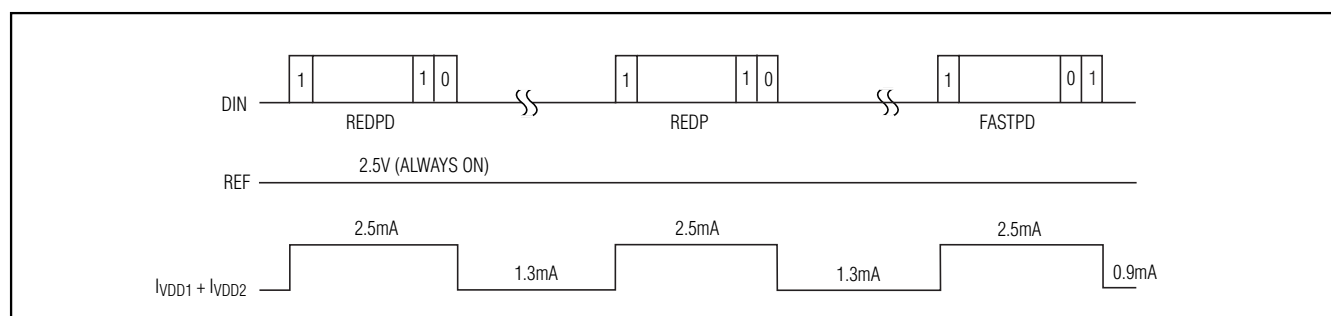 1 1 0 1 1 0 1 0 1
DIN
REDPD REDP FASTPD
2.5V (ALWAYS ON)
REF
2.5mA 2.5mA 2.5mA
1.3mA 1.3mA 0.9mA
IVDD1 + IVDD2